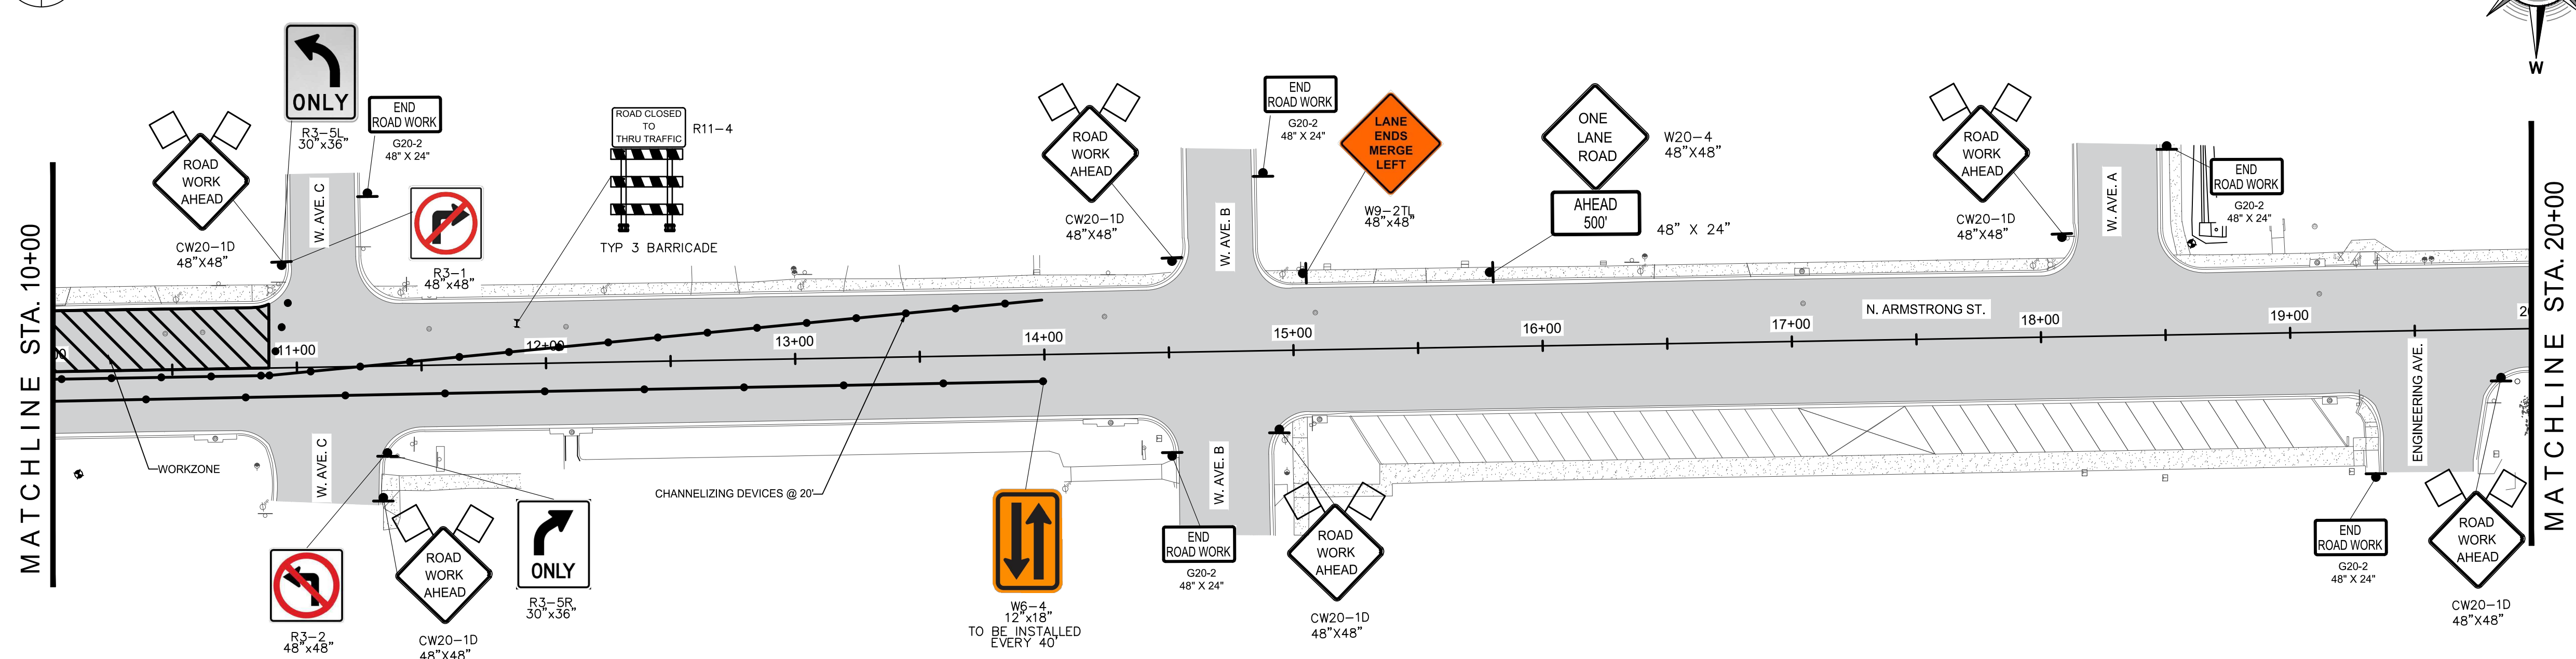 MATCHLINE STA. 10+00
ONLY
R3-5L
30"x36"
END
ROAD WORK
G20-2
48" X 24"
ROAD
WORK
AHEAD
CW20-1D
48"X48"
W. AVE. C
R3-1
48"x48"
ROAD CLOSED
TO
THRU TRAFFIC
R11-4
TYP 3 BARRICADE
ROAD
WORK
AHEAD
CW20-1D
48"X48"
W. AVE. B
END
ROAD WORK
G20-2
48" X 24"
LANE
ENDS
MERGE
LEFT
W9-2TL
48"x48"
ONE
LANE
ROAD
W20-4
48"X48"
AHEAD
500'
48" X 24"
ROAD
WORK
AHEAD
CW20-1D
48"X48"
W. AVE. A
END
ROAD WORK
G20-2
48" X 24"
W
MATCHLINE STA. 20+00
N. ARMSTRONG ST.
00
11+00
12+00
13+00
14+00
15+00
16+00
17+00
18+00
19+00
20
WORKZONE
W. AVE. C
CHANNELIZING DEVICES @ 20'
W. AVE. B
ENGINEERING AVE.
R3-2
48"x48"
ROAD
WORK
AHEAD
CW20-1D
48"X48"
ONLY
R3-5R
30"x36"
W6-4
12"x18"
TO BE INSTALLED
EVERY 40'
END
ROAD WORK
G20-2
48" X 24"
ROAD
WORK
AHEAD
CW20-1D
48"X48"
END
ROAD WORK
G20-2
48" X 24"
ROAD
WORK
AHEAD
CW20-1D
48"X48"